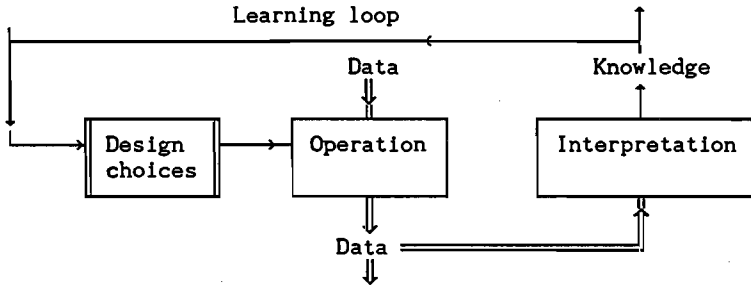 Learning loop
Data
Knowledge
Design
choices
Operation
Interpretation
Data